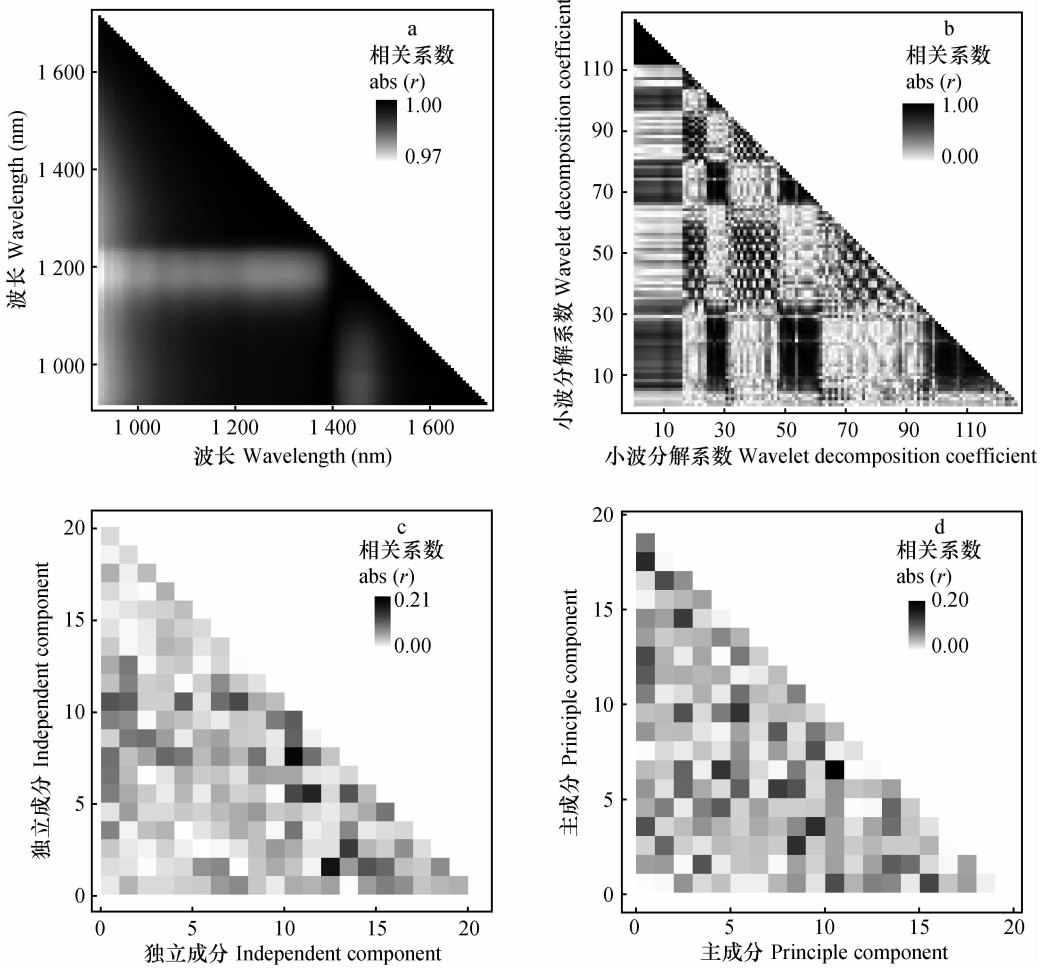 a
相关系数
abs (r)
1.00
0.97
1 600
1 400
1 200
1 000
波长 Wavelength (nm)
1 000
1 200
1 400
1 600
波长 Wavelength (nm)
b
相关系数
abs (r)
1.00
0.00
110
90
70
50
30
10
小波分解系数 Wavelet decomposition coefficient
10
30
50
70
90
110
小波分解系数 Wavelet decomposition coefficient
c
相关系数
abs (r)
0.21
0.00
20
15
10
5
0
独立成分 Independent component
0
5
10
15
20
独立成分 Independent component
d
相关系数
abs (r)
0.20
0.00
20
15
10
5
0
主成分 Principle component
0
5
10
15
20
主成分 Principle component